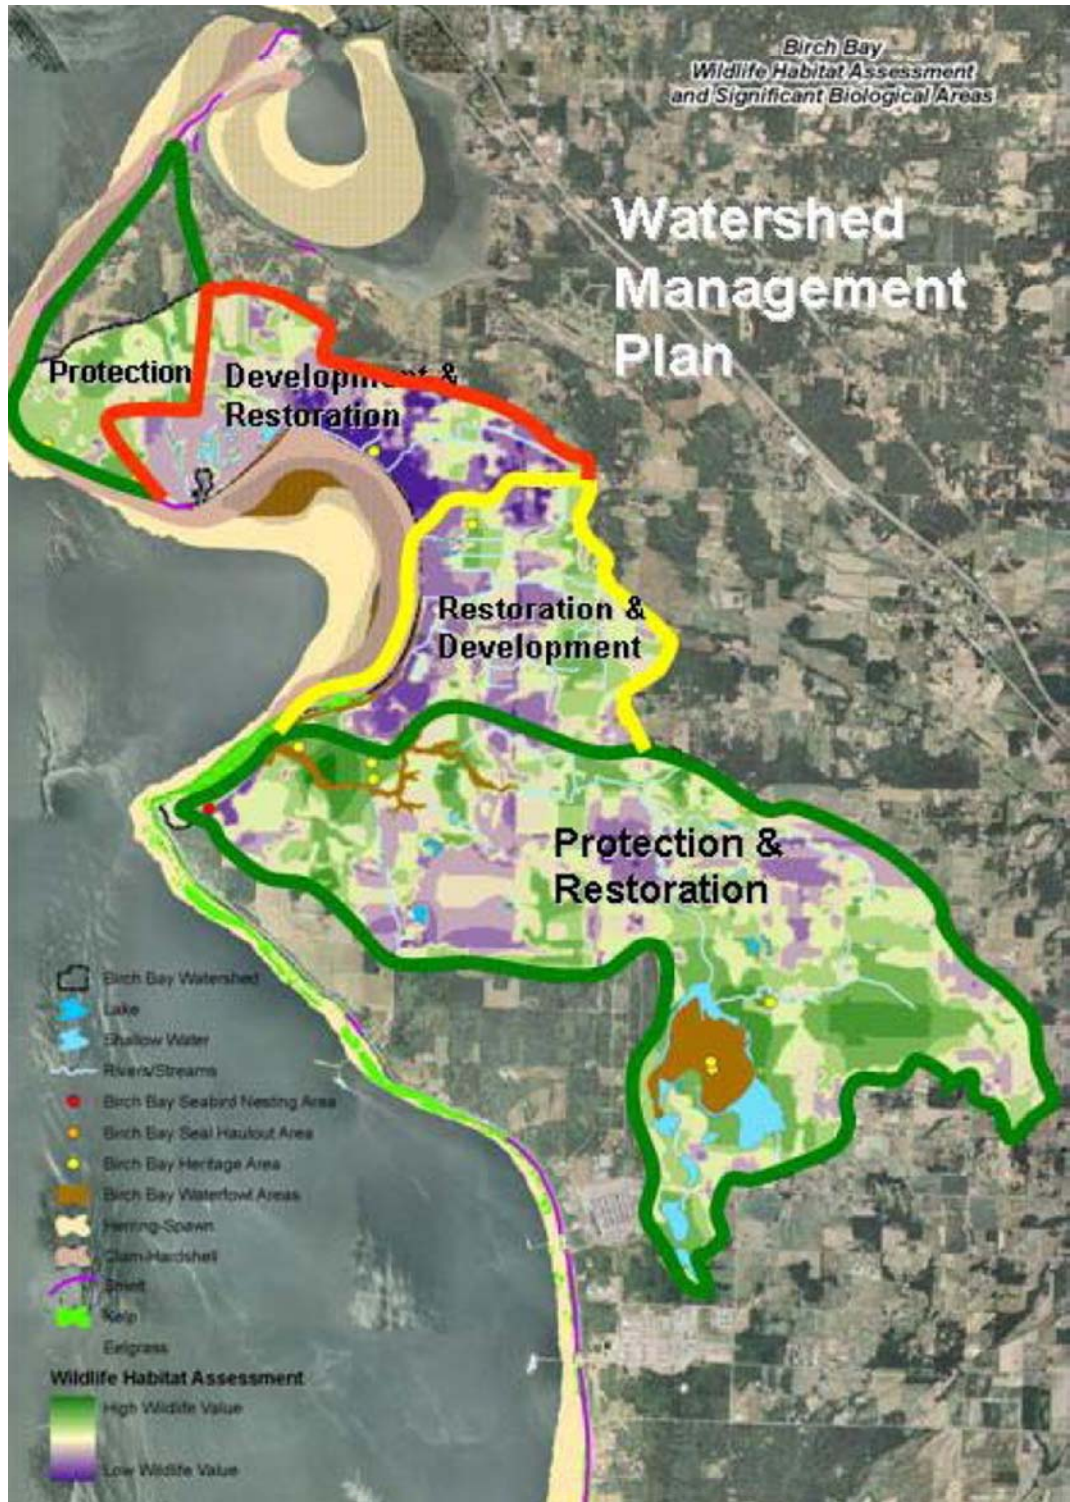 Birch Bay
Wildlife Habitat Assessment
and Significant Biological Areas
Watershed
Management
Plan
Protection
Development &
Restoration
Restoration &
Development
Protection &
Restoration
Birch Bay Watershed
Lake
Shallow Water
Rivers/Streams
Birch Bay Seabird Nesting Area
Birch Bay Seal Haulout Area
Birch Bay Heritage Area
Birch Bay Waterfowl Areas
Herring-Spawn
Clam-Hardshell
Smelt
Kelp
Eelgrass
Wildlife Habitat Assessment
High Wildlife Value
Low Wildlife Value